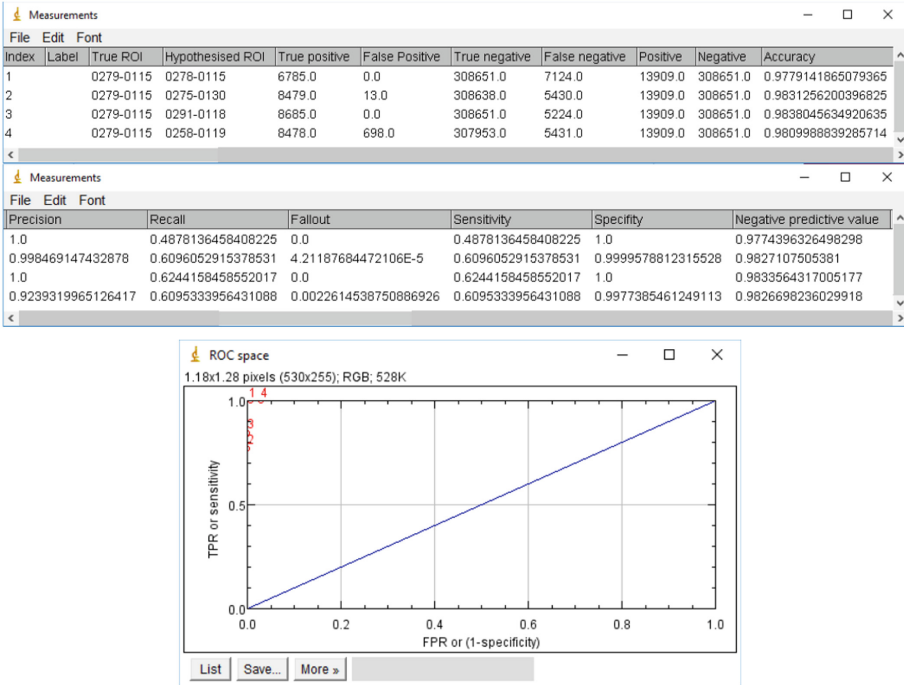 Measurements
File Edit Font
Index Label True ROI Hypothesised ROI True positive False Positive True negative False negative Positive Negative Accuracy
1 0279-0115 0278-0115 6785.0 0.0 308651.0 7124.0 13909.0 308651.0 0.9779141865079365
2 0279-0115 0275-0130 8479.0 13.0 308638.0 5430.0 13909.0 308651.0 0.9831256200396825
3 0279-0115 0291-0118 8685.0 0.0 308651.0 5224.0 13909.0 308651.0 0.9838045634920635
4 0279-0115 0258-0119 8478.0 698.0 307953.0 5431.0 13909.0 308651.0 0.9809988839285714
Measurements
File Edit Font
Precision Recall Fallout Sensitivity Specifity Negative predictive value
1.0 0.4878136458408225 0.0 0.4878136458408225 1.0 0.9774396326498298
0.998469147432878 0.6096052915378531 4.21187684472106E-5 0.6096052915378531 0.9999578812315528 0.9827107505381
1.0 0.6244158458552017 0.0 0.6244158458552017 1.0 0.9833564317005177
0.9239319965126417 0.6095333956431088 0.0022614538750886926 0.6095333956431088 0.9977385461249113 0.9826698236029918
ROC space
1.18x1.28 pixels (530x255); RGB; 528K
1 4
1.0
3
2
TPR or sensitivity
0.5
0.0
0.0 0.2 0.4 0.6 0.8 1.0
FPR or (1-specificity)
List Save... More »